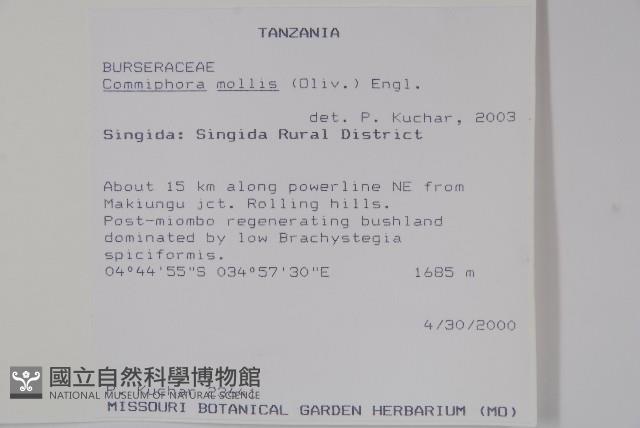 TANZANIA
BURSERACEAE
Commiphora mollis (Oliv.) Engl.
det. P. Kuchar, 2003
Singida: Singida Rural District
About 15 km along powerline NE from
Makiungu jct. Rolling hills.
Post-miombo regenerating bushland
dominated by low Brachystegia
spiciformis.
04°44'55"S 034°57'30"E 1685 m
4/30/2000
國立自然科學博物館
NATIONAL MUSEUM OF NATURAL SCIENCE
P. Kuchar
MISSOURI BOTANICAL GARDEN HERBARIUM (MO)